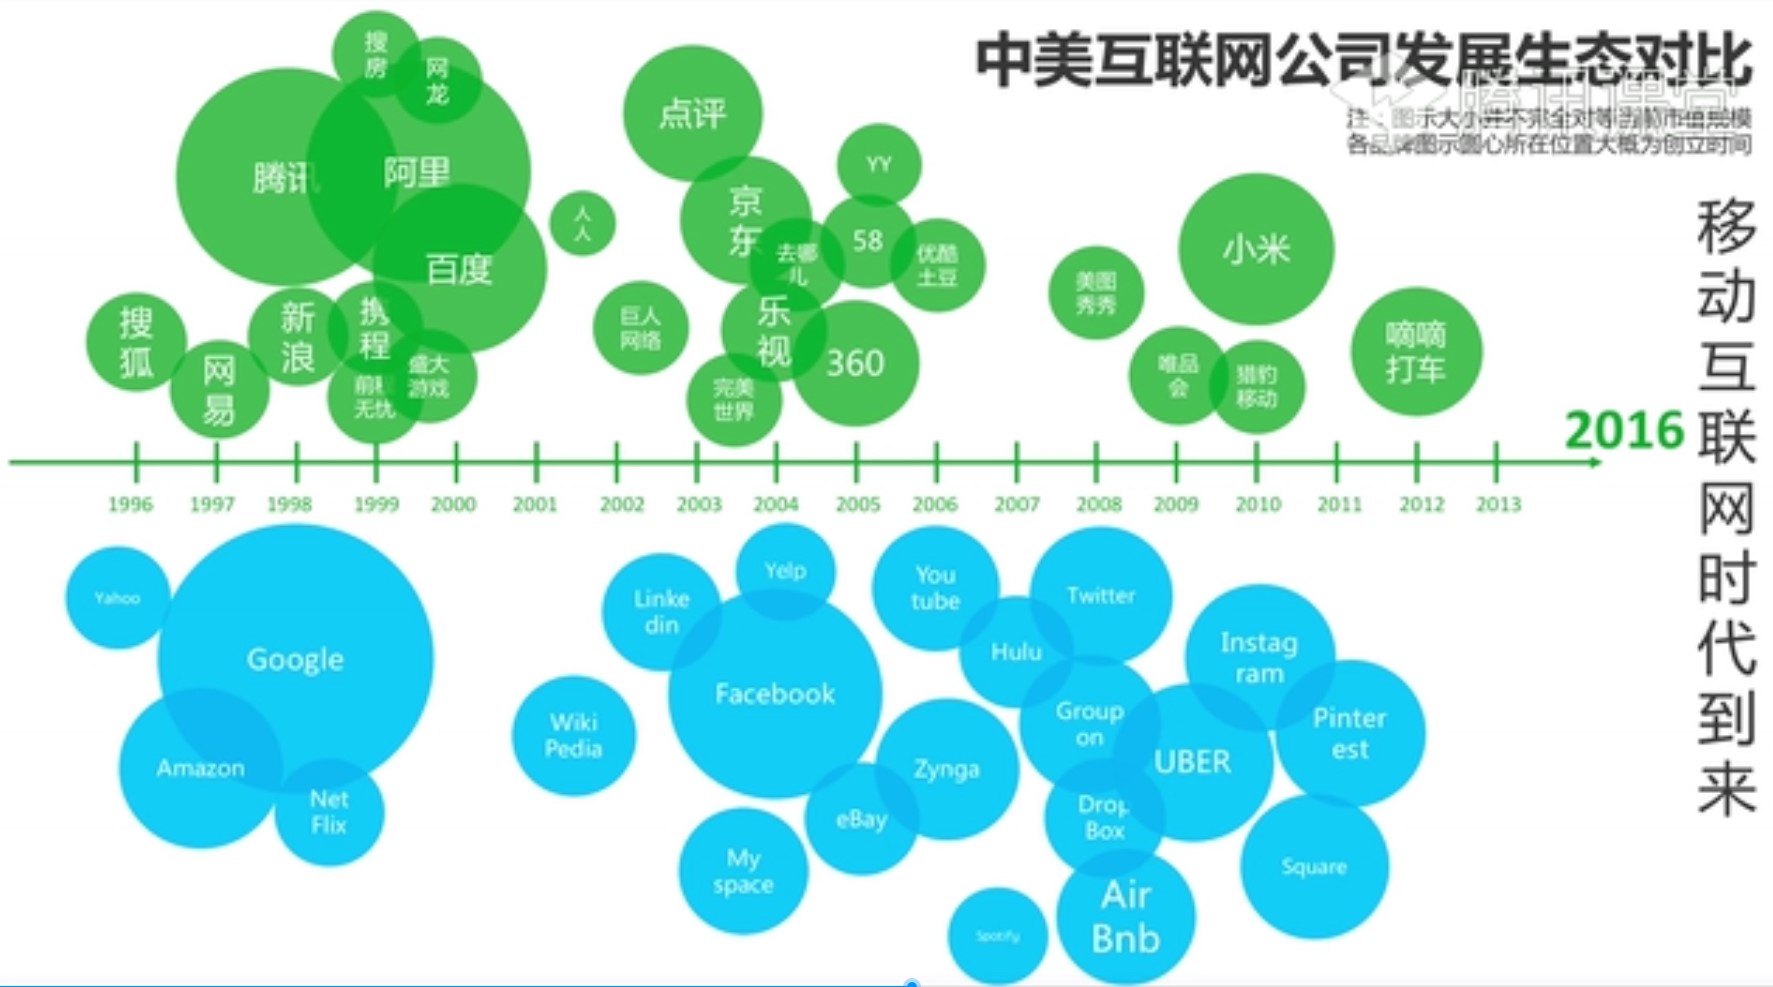 中美互联网公司发展生态对比
注：图示大小并不完全对等当前市值规模
各品牌图示圆心所在位置大概为创立时间
腾讯课堂
移动互联网时代到来
搜
房
网
龙
腾讯
阿里
百度
搜
狐
网
易
新
浪
携
程
前程
无忧
盛大
游戏
人
人
点评
京
东
去哪
儿
YY
58
优酷
土豆
巨人
网络
乐
视
完美
世界
360
美图
秀秀
小米
唯品
会
猎豹
移动
嘀嘀
打车
2016
1996 1997 1998 1999 2000 2001 2002 2003 2004 2005 2006 2007 2008 2009 2010 2011 2012 2013
Yahoo
Google
Amazon
Net
Flix
Linke
din
Yelp
Wiki
Pedia
Facebook
My
space
eBay
You
tube
Hulu
Twitter
Zynga
Group
on
Drop
Box
UBER
Instag
ram
Pinter
est
Square
Spotify
Air
Bnb